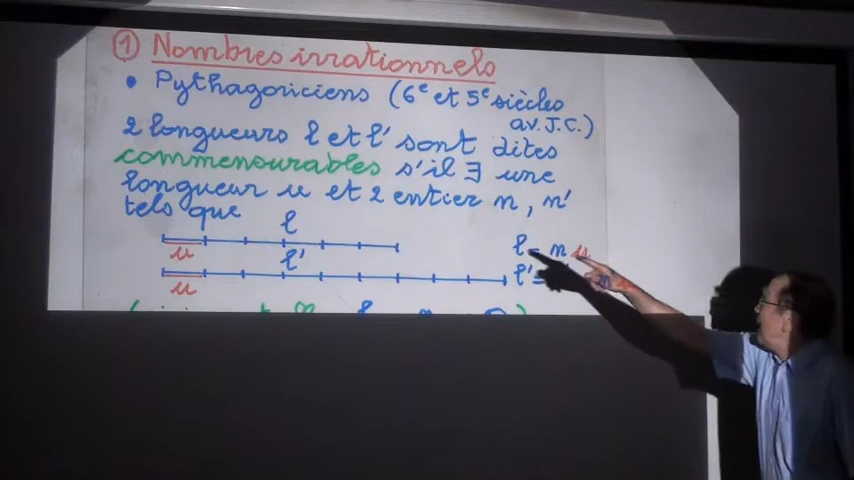 ① Nombres irrationnels
• Pythagoriciens (6e et 5e siècles
av. J.C.)
2 longueurs l et l' sont dites
commensurables s'il ∃ une
longueur u et 2 entier n, n'
tels que
l
u
l = n u
l'
l' =
u